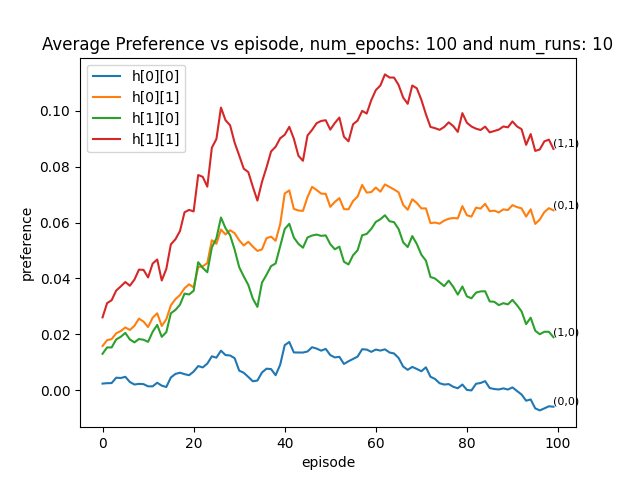 Average Preference vs episode, num_epochs: 100 and num_runs: 10
h[0][0]
h[0][1]
h[1][0]
h[1][1]
preference
0.10
0.08
0.06
0.04
0.02
0.00
(1,1)
(0,1)
(1,0)
(0,0)
0 20 40 60 80 100
episode